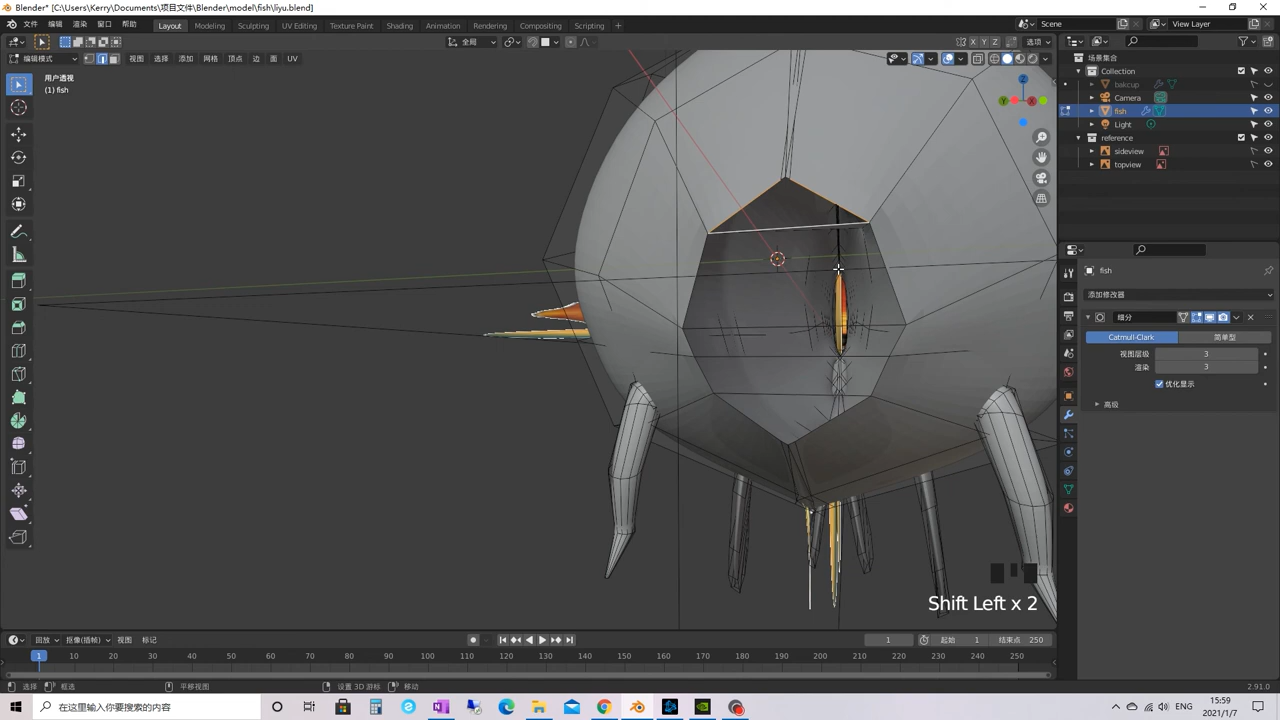 Blender* [C:\Users\Kerry\Documents\项目文件\Blender\model\fish\liyu.blend]
文件 编辑 渲染 窗口 帮助 Layout Modeling Sculpting UV Editing Texture Paint Shading Animation Rendering Compositing Scripting + Scene View Layer
全局 X Y Z 选项
编辑模式 视图 选择 添加 网格 顶点 边 面 UV
用户透视
(1) fish
Z
Y X
场景集合
Collection
bakcup
Camera
fish
Light
reference
sideview
topview
fish
添加修改器
细分
Catmull-Clark 简单型
视图层级 3
渲染 3
优化显示
高级
Shift Left x 2
回放 抠像(插帧) 视图 标记 1 起始 1 结束点 250
1 10 20 30 40 50 60 70 80 90 100 110 120 130 140 150 160 170 180 190 200 210 220 230 240 250
选择 框选 平移视图 设置 3D 游标 移动 2.91.0
在这里输入你要搜索的内容 ENG 15:59
2021/1/7